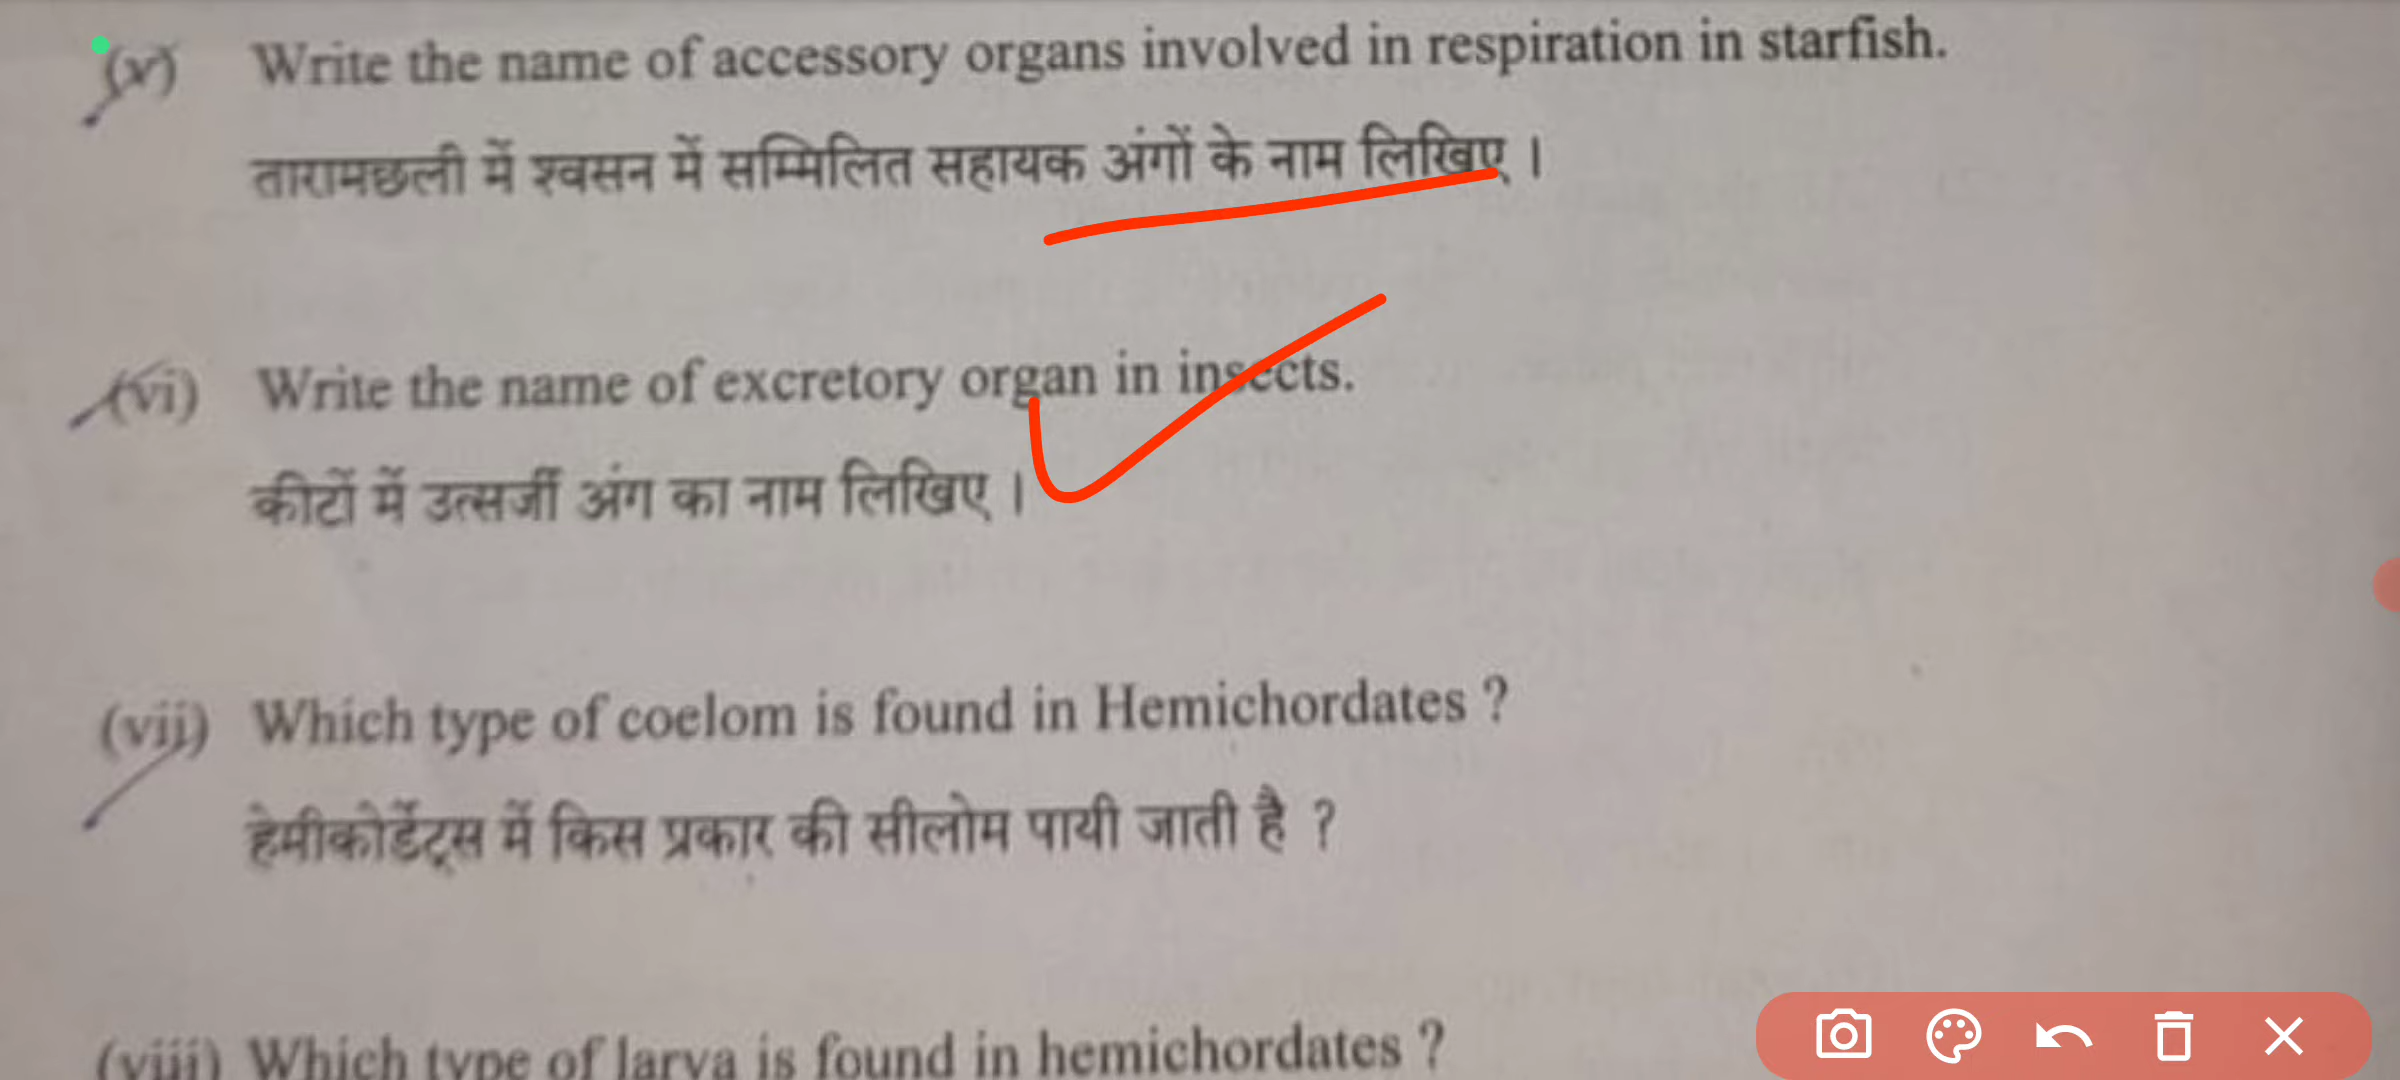 (v) Write the name of accessory organs involved in respiration in starfish.
तारामछली में श्वसन में सम्मिलित सहायक अंगों के नाम लिखिए ।
(vi) Write the name of excretory organ in insects.
कीटों में उत्सर्जी अंग का नाम लिखिए ।
(vii) Which type of coelom is found in Hemichordates ?
हेमीकोर्डेट्स में किस प्रकार की सीलोम पायी जाती है ?
(viii) Which type of larva is found in hemichordates ?